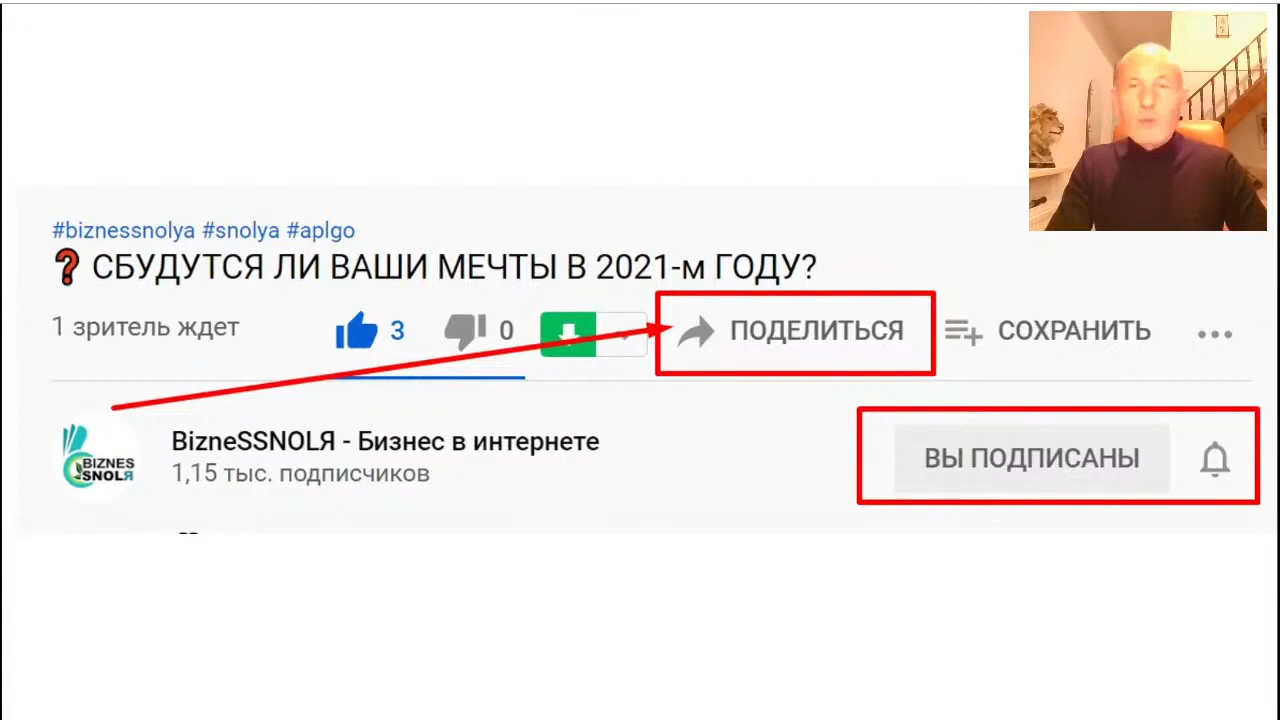 #biznessnolya #snolya #aplgo
❓ СБУДУТСЯ ЛИ ВАШИ МЕЧТЫ В 2021-м ГОДУ?
1 зритель ждет
3
0
ПОДЕЛИТЬСЯ
СОХРАНИТЬ
BIZNES
SNOLЯ
BizneSSNOLЯ - Бизнес в интернете
1,15 тыс. подписчиков
ВЫ ПОДПИСАНЫ